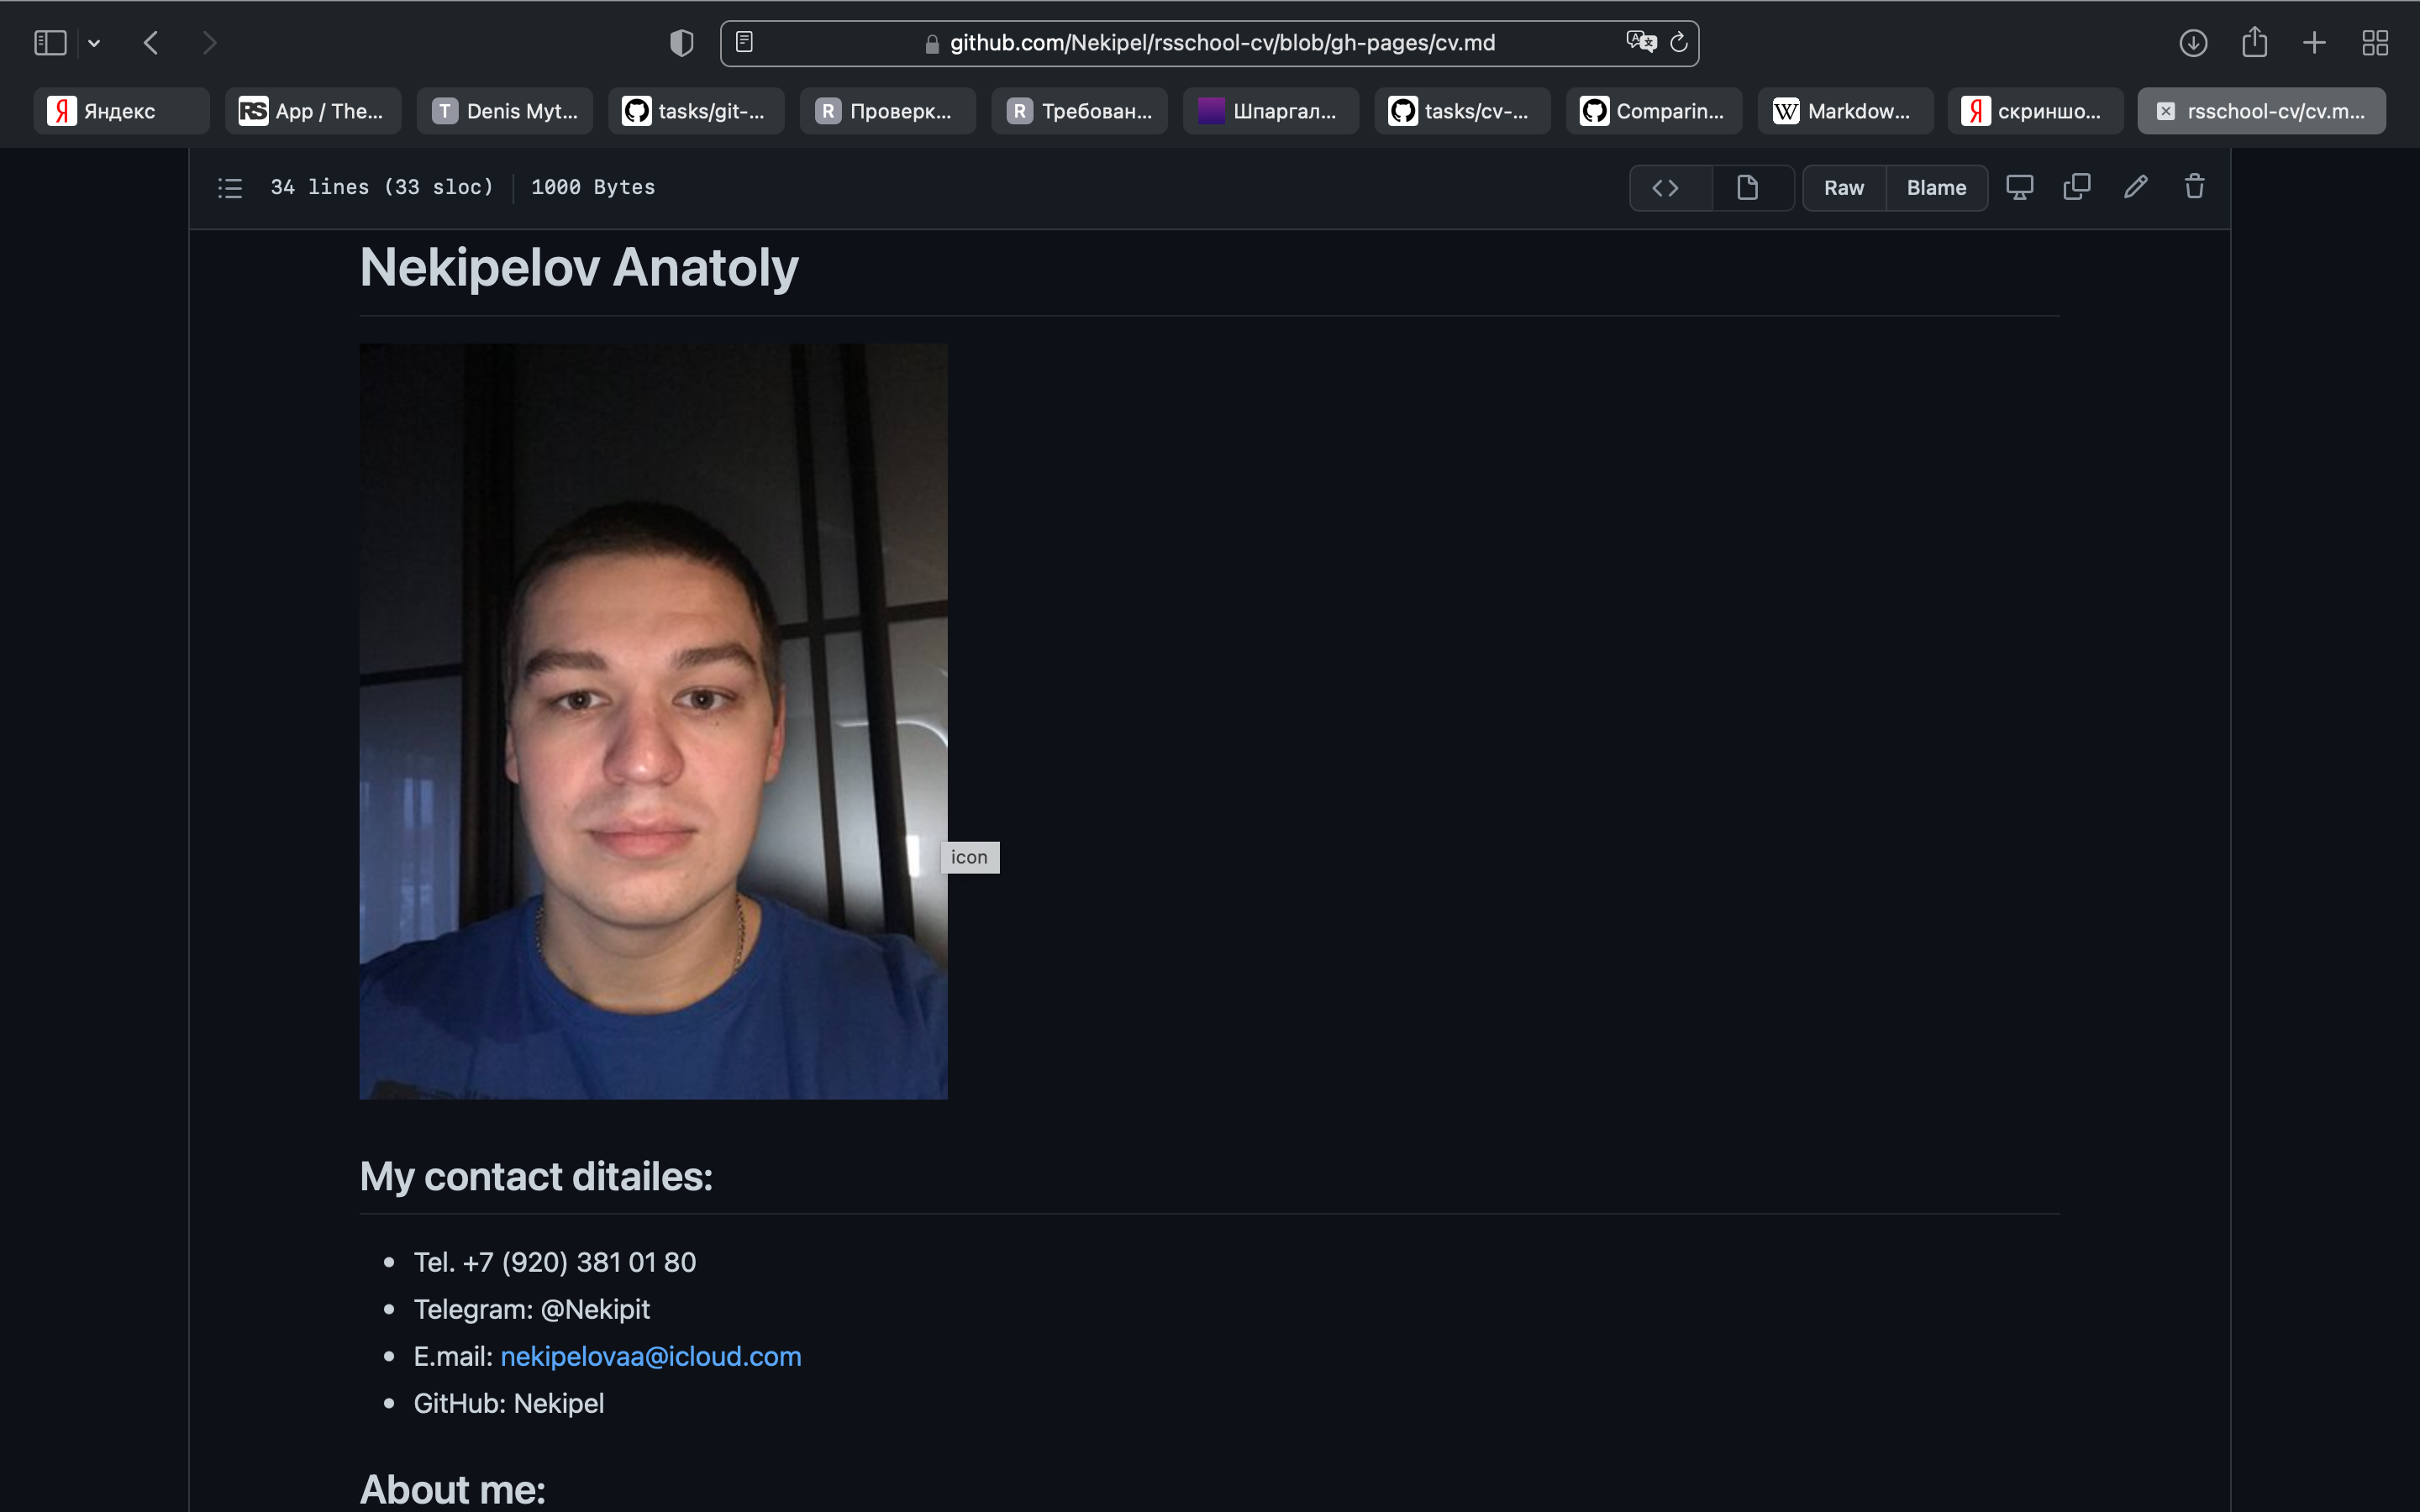 github.com/Nekipel/rsschool-cv/blob/gh-pages/cv.md
Яндекс
RS App / The...
T Denis Myt...
tasks/git-...
R Проверк...
R Требован...
Шпаргал...
tasks/cv-...
Comparin...
W Markdow...
Я скриншо...
rsschool-cv/cv.m...
34 lines (33 sloc) 1000 Bytes
Raw Blame
Nekipelov Anatoly
icon
My contact ditailes:
Tel. +7 (920) 381 01 80
Telegram: @Nekipit
E.mail: nekipelovaa@icloud.com
GitHub: Nekipel
About me: